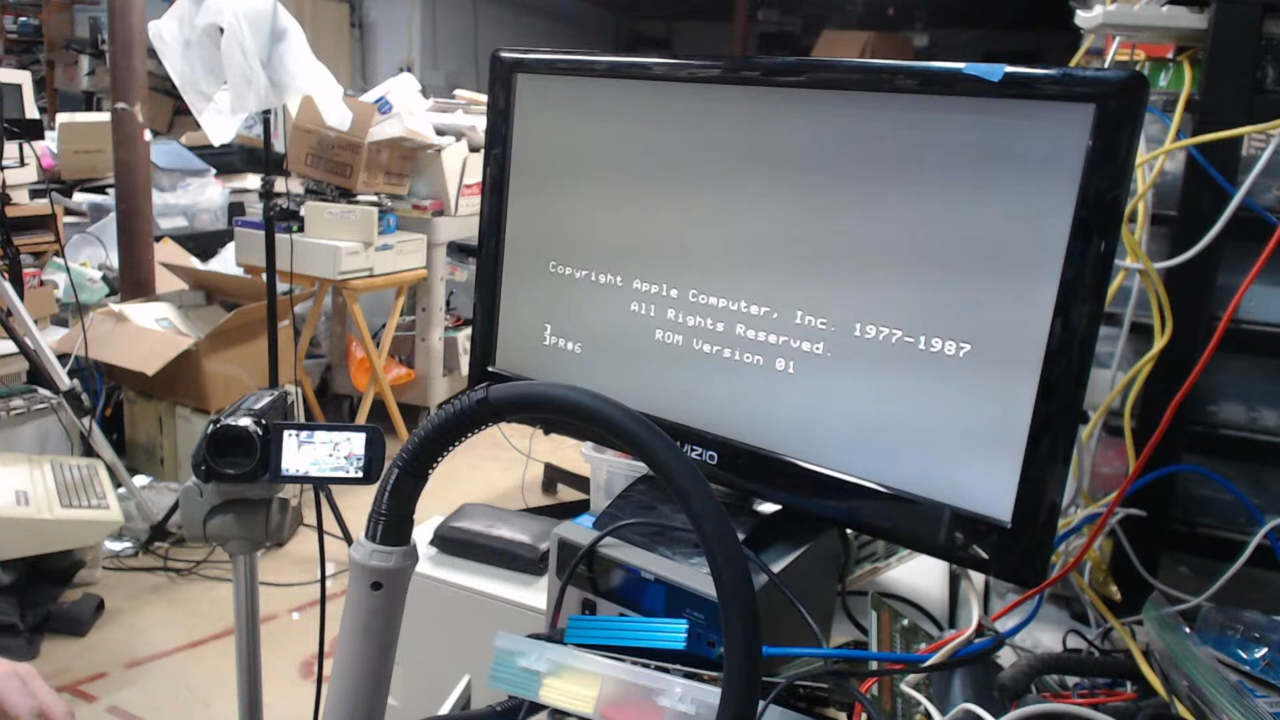 Copyright Apple Computer, Inc. 1977-1987
All Rights Reserved.
ROM Version 01
]
]PR#6
VIZIO